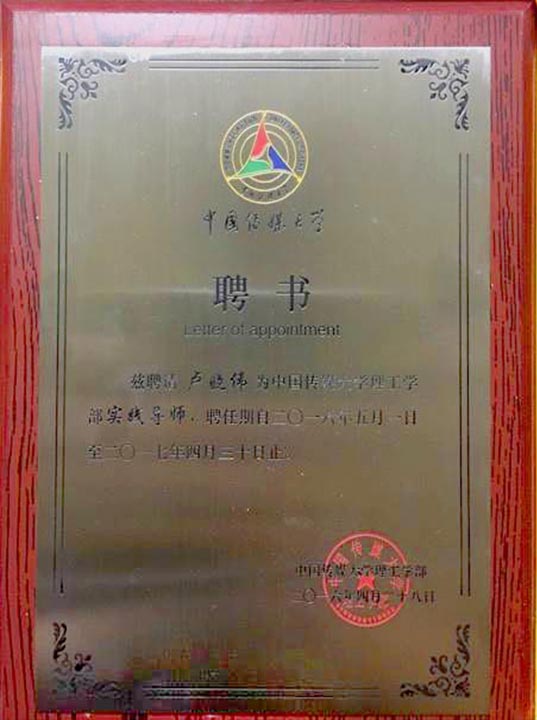 中国传媒大学
聘书
Letter of appointment
兹聘请 卢晓伟 为中国传媒大学理工学
部实践导师，聘任期自二〇一六年五月一日
至二〇一七年四月三十日止。
中国传媒大学理工学部
二〇一六年四月二十八日